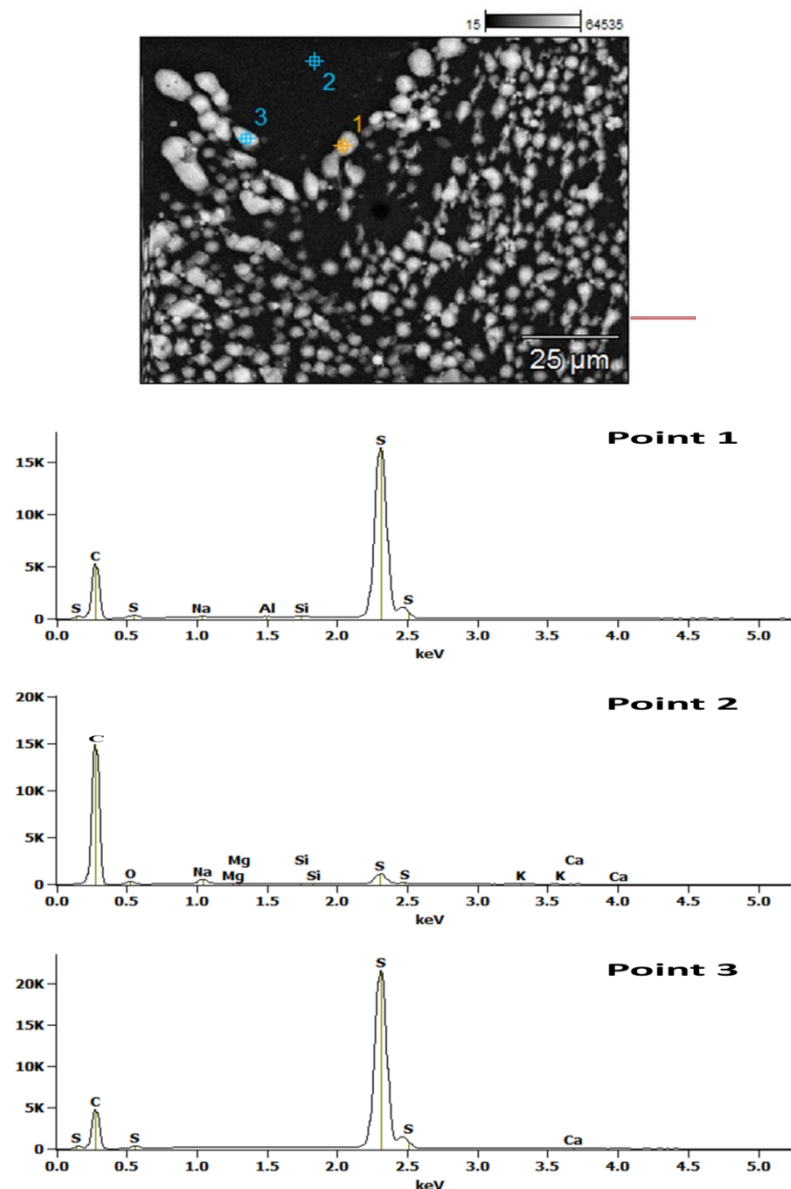 15 64535
2
3 1
25 μm
Point 1
S
15K
10K
C
5K
S S Na Al Si S
0
0.0 0.5 1.0 1.5 2.0 2.5 3.0 3.5 4.0 4.5 5.0
keV
Point 2
20K
C
15K
10K
5K
Mg Si Ca
O Na Mg Si S S K K Ca
0
0.0 0.5 1.0 1.5 2.0 2.5 3.0 3.5 4.0 4.5 5.0
keV
Point 3
S
20K
15K
10K
C
5K
S S S Ca
0
0.0 0.5 1.0 1.5 2.0 2.5 3.0 3.5 4.0 4.5 5.0
keV